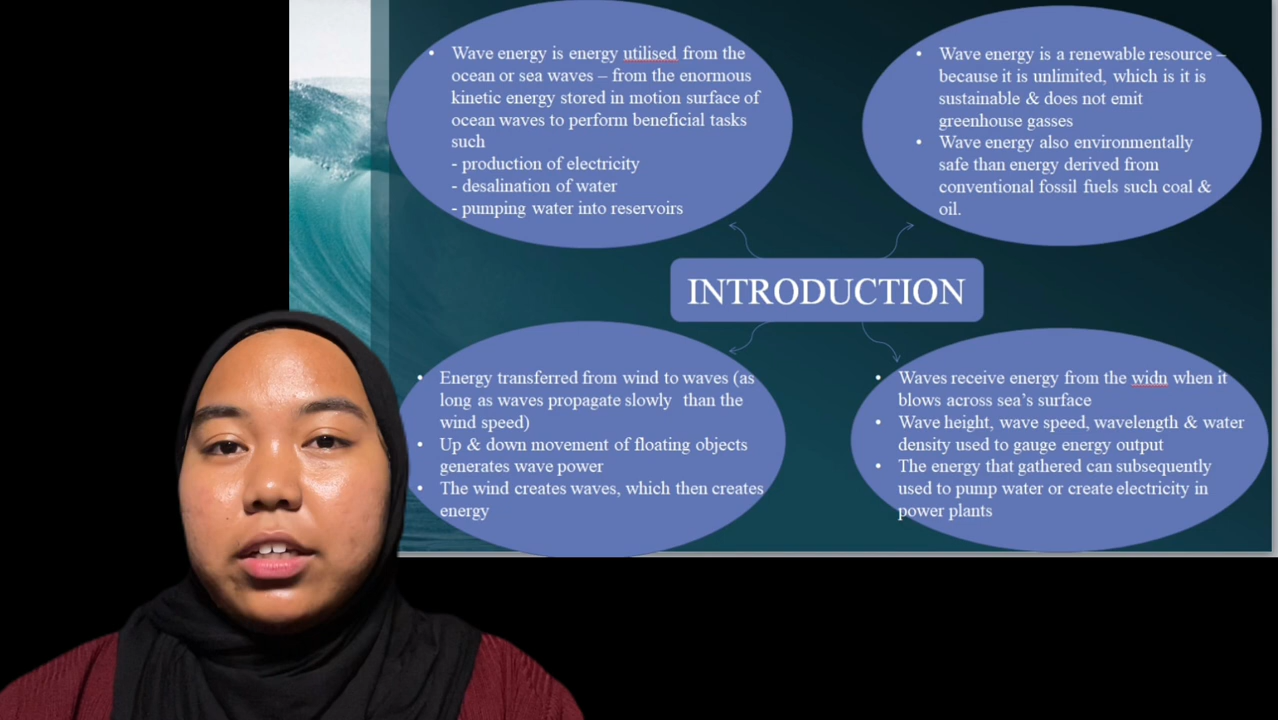 • Wave energy is energy utilised from the
ocean or sea waves – from the enormous
kinetic energy stored in motion surface of
ocean waves to perform beneficial tasks
such
- production of electricity
- desalination of water
- pumping water into reservoirs
• Wave energy is a renewable resource –
because it is unlimited, which is it is
sustainable & does not emit
greenhouse gasses
• Wave energy also environmentally
safe than energy derived from
conventional fossil fuels such coal &
oil.
INTRODUCTION
• Energy transferred from wind to waves (as
long as waves propagate slowly than the
wind speed)
• Up & down movement of floating objects
generates wave power
• The wind creates waves, which then creates
energy
• Waves receive energy from the widn when it
blows across sea's surface
• Wave height, wave speed, wavelength & water
density used to gauge energy output
• The energy that gathered can subsequently
used to pump water or create electricity in
power plants